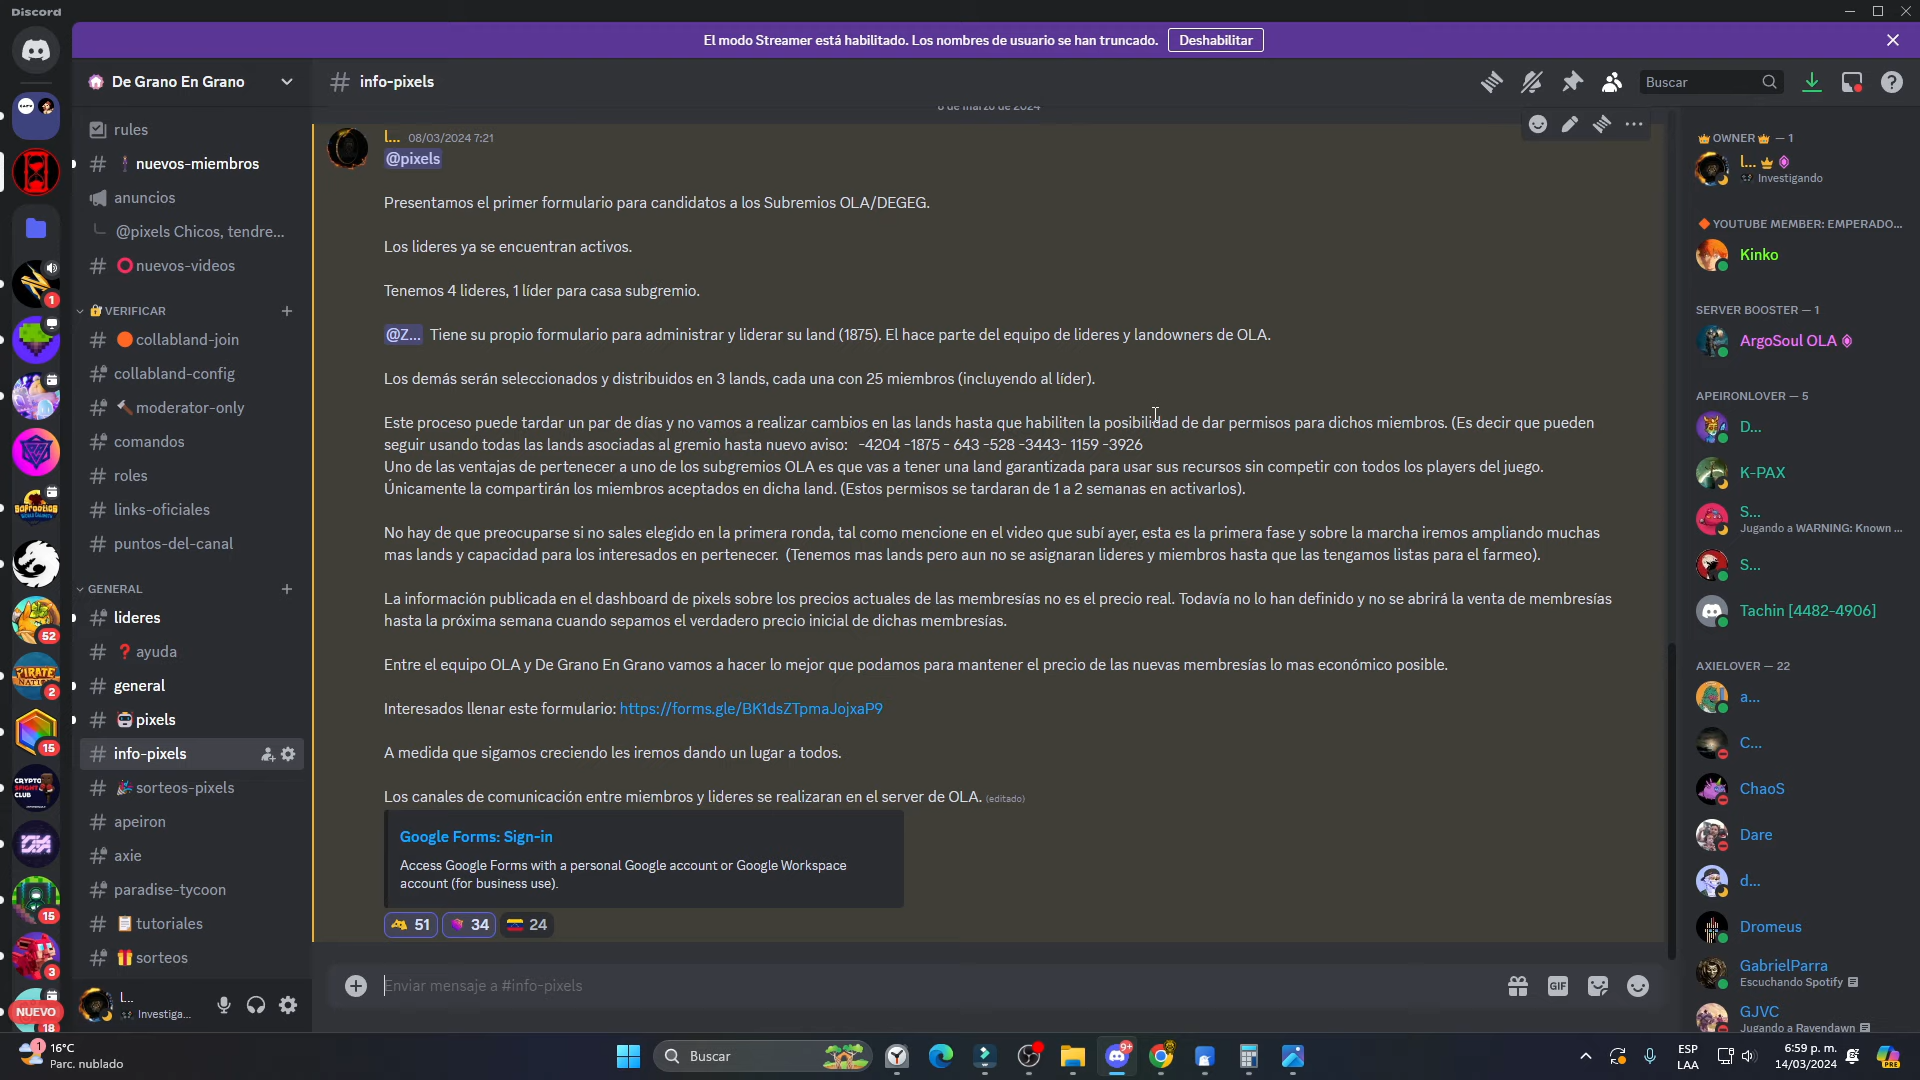 Discord
El modo Streamer está habilitado. Los nombres de usuario se han truncado.
Deshabilitar
De Grano En Grano
info-pixels
Buscar
rules
nuevos-miembros
anuncios
@pixels Chicos, tendre...
nuevos-videos
VERIFICAR
collabland-join
collabland-config
moderator-only
comandos
roles
links-oficiales
puntos-del-canal
GENERAL
lideres
ayuda
general
pixels
info-pixels
sorteos-pixels
apeiron
axie
paradise-tycoon
tutoriales
sorteos
1
52
2
15
15
3
NUEVO
18
l...
Investiga...
8 de marzo de 2024
l... 08/03/2024 7:21
@pixels
Presentamos el primer formulario para candidatos a los Subremios OLA/DEGEG.
Los lideres ya se encuentran activos.
Tenemos 4 lideres, 1 líder para casa subgremio.
@Z... Tiene su propio formulario para administrar y liderar su land (1875). El hace parte del equipo de lideres y landowners de OLA.
Los demás serán seleccionados y distribuidos en 3 lands, cada una con 25 miembros (incluyendo al líder).
Este proceso puede tardar un par de días y no vamos a realizar cambios en las lands hasta que habiliten la posibilidad de dar permisos para dichos miembros. (Es decir que pueden
seguir usando todas las lands asociadas al gremio hasta nuevo aviso: -4204 -1875 - 643 -528 -3443- 1159 -3926
Uno de las ventajas de pertenecer a uno de los subgremios OLA es que vas a tener una land garantizada para usar sus recursos sin competir con todos los players del juego.
Únicamente la compartirán los miembros aceptados en dicha land. (Estos permisos se tardaran de 1 a 2 semanas en activarlos).
No hay de que preocuparse si no sales elegido en la primera ronda, tal como mencione en el video que subí ayer, esta es la primera fase y sobre la marcha iremos ampliando muchas
mas lands y capacidad para los interesados en pertenecer. (Tenemos mas lands pero aun no se asignaran lideres y miembros hasta que las tengamos listas para el farmeo).
La información publicada en el dashboard de pixels sobre los precios actuales de las membresías no es el precio real. Todavía no lo han definido y no se abrirá la venta de membresías
hasta la próxima semana cuando sepamos el verdadero precio inicial de dichas membresías.
Entre el equipo OLA y De Grano En Grano vamos a hacer lo mejor que podamos para mantener el precio de las nuevas membresías lo mas económico posible.
Interesados llenar este formulario: https://forms.gle/BK1dsZTpmaJojxaP9
A medida que sigamos creciendo les iremos dando un lugar a todos.
Los canales de comunicación entre miembros y lideres se realizaran en el server de OLA. (editado)
Google Forms: Sign-in
Access Google Forms with a personal Google account or Google Workspace
account (for business use).
51
34
24
Enviar mensaje a #info-pixels
GIF
OWNER — 1
l...
Investigando
YOUTUBE MEMBER: EMPERADO...
Kinko
SERVER BOOSTER — 1
ArgoSoul OLA
APEIRONLOVER — 5
D...
K-PAX
S...
Jugando a WARNING: Known ...
S...
Tachin [4482-4906]
AXIELOVER — 22
a...
C...
ChaoS
Dare
d...
Dromeus
GabrielParra
Escuchando Spotify
GJVC
Jugando a Ravendawn
1
16°C
Parc. nublado
Buscar
9+
ESP
LAA
6:59 p. m.
14/03/2024
PRE